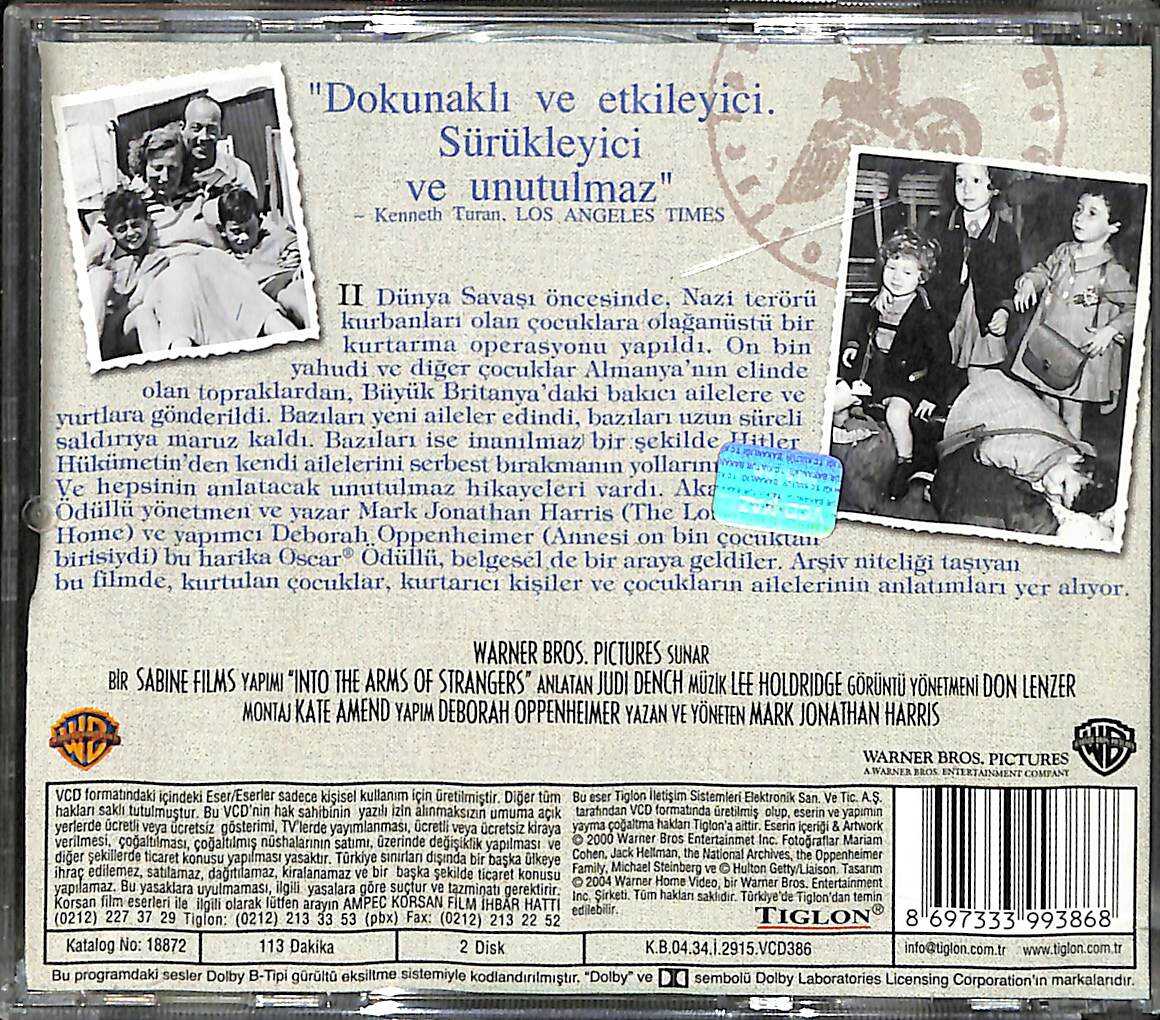 "Dokunaklı ve etkileyici.
Sürükleyici
ve unutulmaz"
~ Kenneth Turan, LOS ANGELES TIMES
II Dünya Savaşı öncesinde, Nazi terörü
kurbanları olan çocuklara olağanüstü bir
kurtarma operasyonu yapıldı. On bin
yahudi ve diğer çocuklar Almanya'nın elinde
olan topraklardan, Büyük Britanya'daki bakıcı ailelere ve
yurtlara gönderildi. Bazıları yeni aileler edindi, bazıları uzun süreli
saldırıya maruz kaldı. Bazıları ise inanılmaz bir şekilde Hitler
Hükümetin'den kendi ailelerini serbest bırakmanın
Ve hepsinin anlatacak unutulmaz hikayeleri vardı.
Ödüllü yönetmen ve yazar Mark Jonathan Harris (The
Home) ve yapımcı Deborah Oppenheimer (Annesi on bin çocuktan
birisiydi) bu harika Oscar® Ödüllü, belgesel de bir araya geldiler. Arşiv niteliği taşıyan
bu filmde, kurtulan çocuklar, kurtarıcı kişiler ve çocukların ailelerinin anlatımları yer alıyor.
WARNER BROS. PICTURES SUNAR
BİR SABINE FILMS YAPIMI "INTO THE ARMS OF STRANGERS" ANLATAN JUDI DENCH MÜZİK LEE HOLDRIDGE GÖRÜNTÜ YÖNETMENİ DON LENZER
MONTAJ KATE AMEND YAPIM DEBORAH OPPENHEIMER YAZAN VE YÖNETEN MARK JONATHAN HARRIS
WARNER BROS. PICTURES
A WARNER BROS. ENTERTAINMENT COMPANY
VCD formatındaki içindeki Eser/Eserler sadece kişisel kullanım için üretilmiştir. Diğer tüm
hakları saklı tutulmuştur. Bu VCD'nin hak sahibinin yazılı izin alınmaksızın umuma açık
yerlerde ücretli veya ücretsiz gösterimi, TV'lerde yayımlanması, ücretli veya ücretsiz kiraya
verilmesi, çoğaltılması, çoğaltılmış nüshalarının satımı, üzerinde değişiklik yapılması ve
diğer şekillerde ticaret konusu yapılması yasaktır. Türkiye sınırları dışında bir başka ülkeye
ihraç edilemez, satılamaz, dağıtılamaz, kiralanamaz ve bir başka şekilde ticaret konusu
yapılamaz. Bu yasaklara uyulmaması, ilgili yasalara göre suçtur ve tazminatı gerektirir.
Korsan film eserleri ile ilgili olarak lütfen arayın AMPEC KORSAN FİLM İHBAR HATTI
(0212) 227 37 29 Tiglon: (0212) 213 33 53 (pbx) Fax: (0212) 213 22 52
Bu eser Tiglon İletişim Sistemleri Elektronik San. Ve Tic. A.Ş.
tarafından VCD formatında üretilmiş olup, eserin ve yapımın
yayma çoğaltma hakları Tiglon'a aittir. Eserin içeriği & Artwork
© 2000 Warner Bros Entertainmet Inc. Fotoğraflar Mariam
Cohen, Jack Hellman, the National Archives, the Oppenheimer
Family, Michael Steinberg ve © Hulton Getty/Liaison. Tasarım
© 2004 Warner Home Video, bir Warner Bros. Entertainment
Inc. Şirketi. Tüm hakları saklıdır. Türkiye'de Tiglon'dan temin
edilebilir.
TIGLON®
8 697333 993868
Katalog No: 18872
113 Dakika
2 Disk
K.B.04.34.İ.2915.VCD386
info@tiglon.com.tr www.tiglon.com.tr
Bu programdaki sesler Dolby B-Tipi gürültü eksiltme sistemiyle kodlandırılmıştır. "Dolby" ve sembolü Dolby Laboratories Licensing Corporation'ın markalarıdır.